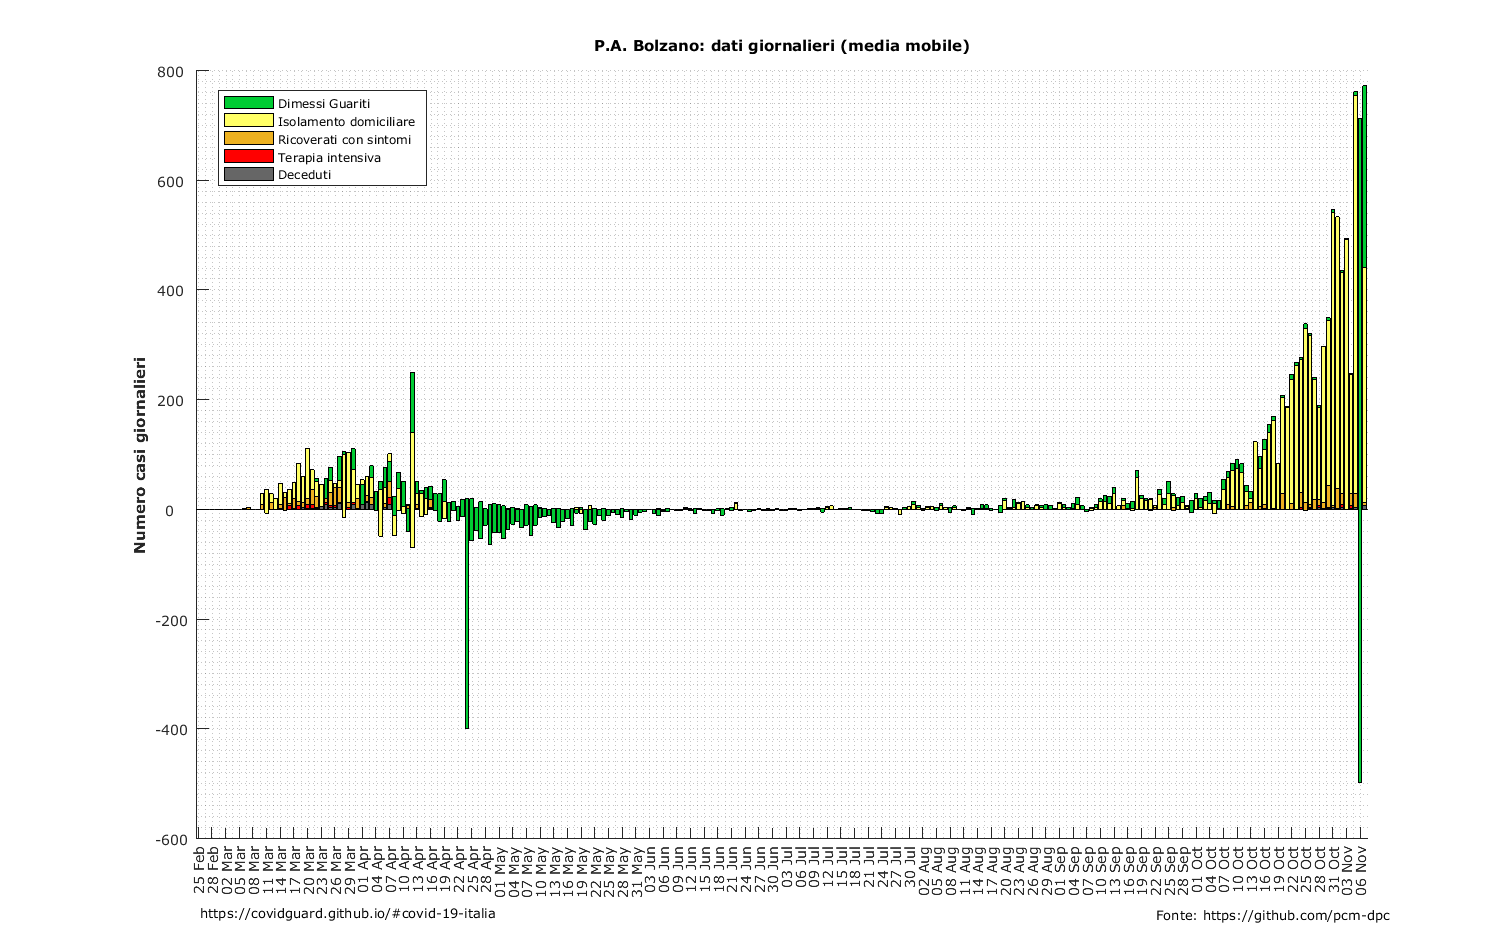 P.A. Bolzano: dati giornalieri (media mobile)
800
600
400
200
0
-200
-400
-600
Numero casi giornalieri
Dimessi Guariti
Isolamento domiciliare
Ricoverati con sintomi
Terapia intensiva
Deceduti
25 Feb
28 Feb
02 Mar
05 Mar
08 Mar
11 Mar
14 Mar
17 Mar
20 Mar
23 Mar
26 Mar
29 Mar
01 Apr
04 Apr
07 Apr
10 Apr
13 Apr
16 Apr
19 Apr
22 Apr
25 Apr
28 Apr
01 May
04 May
07 May
10 May
13 May
16 May
19 May
22 May
25 May
28 May
31 May
03 Jun
06 Jun
09 Jun
12 Jun
15 Jun
18 Jun
21 Jun
24 Jun
27 Jun
30 Jun
03 Jul
06 Jul
09 Jul
12 Jul
15 Jul
18 Jul
21 Jul
24 Jul
27 Jul
30 Jul
02 Aug
05 Aug
08 Aug
11 Aug
14 Aug
17 Aug
20 Aug
23 Aug
26 Aug
29 Aug
01 Sep
04 Sep
07 Sep
10 Sep
13 Sep
16 Sep
19 Sep
22 Sep
25 Sep
28 Sep
01 Oct
04 Oct
07 Oct
10 Oct
13 Oct
16 Oct
19 Oct
22 Oct
25 Oct
28 Oct
31 Oct
03 Nov
06 Nov
https://covidguard.github.io/#covid-19-italia
Fonte: https://github.com/pcm-dpc